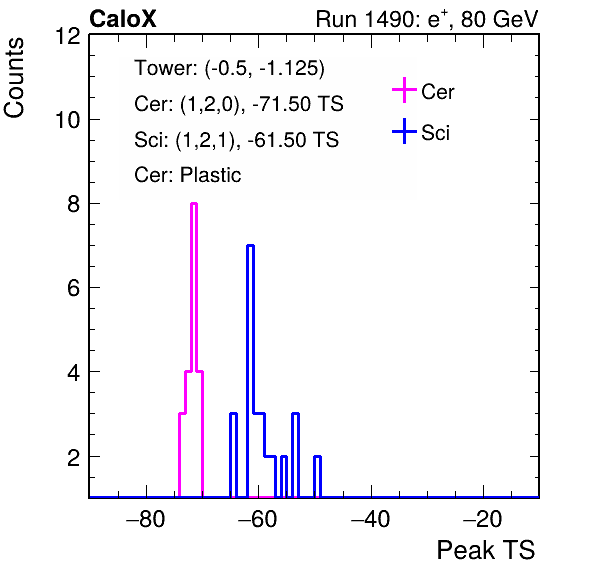 CaloX Run 1490: e⁺, 80 GeV
Counts
12
10
8
6
4
2
Tower: (-0.5, -1.125)
Cer: (1,2,0), -71.50 TS
Sci: (1,2,1), -61.50 TS
Cer: Plastic
Cer
Sci
−80 −60 −40 −20
Peak TS